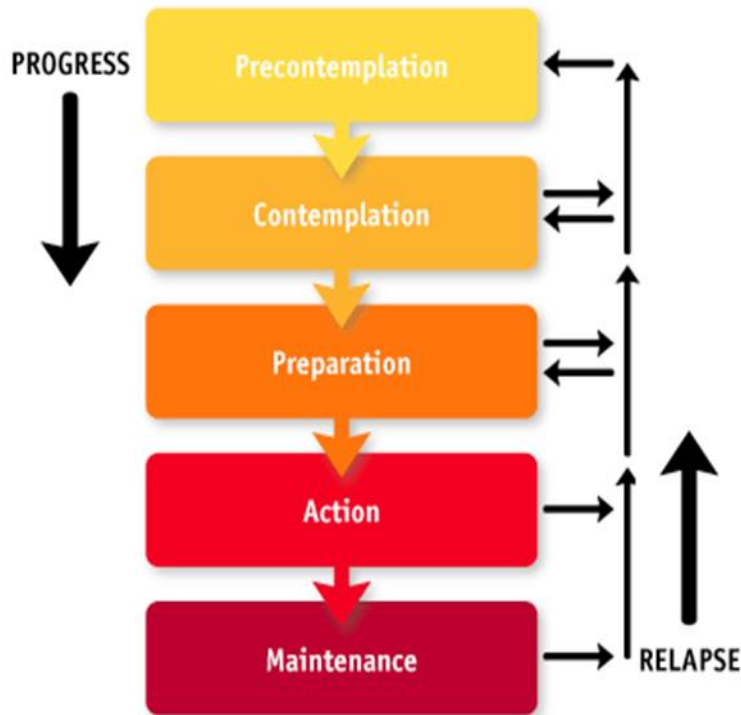 PROGRESS
Precontemplation
Contemplation
Preparation
Action
Maintenance
RELAPSE